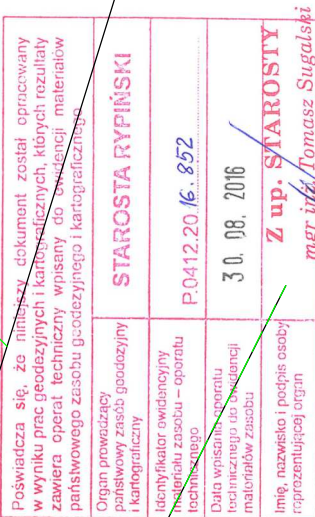 Poświadcza się, że niniejszy dokument został opracowany
w wyniku prac geodezyjnych i kartograficznych, których rezultaty
zawiera operat techniczny wpisany do ewidencji materiałów
państwowego zasobu geodezyjnego i kartograficznego
Organ prowadzący
państwowy zasób geodezyjny
i kartograficzny
STAROSTA RYPIŃSKI
Identyfikator ewidencyjny
materiału zasobu – operatu
technicznego
P.0412.2016.852
Data wpisania operatu
technicznego do ewidencji
materiałów zasobu
30. 08. 2016
Imię, nazwisko i podpis osoby
reprezentującej organ
Z up. STAROSTY
mgr inż. Tomasz Sugalski